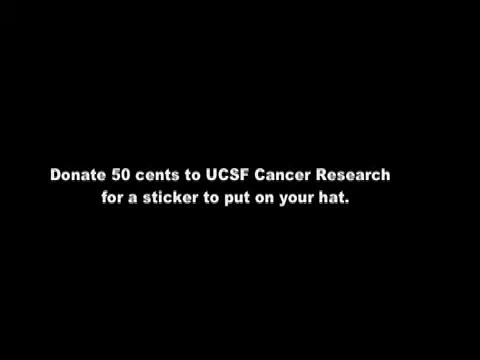 Donate 50 cents to UCSF Cancer Research
for a sticker to put on your hat.